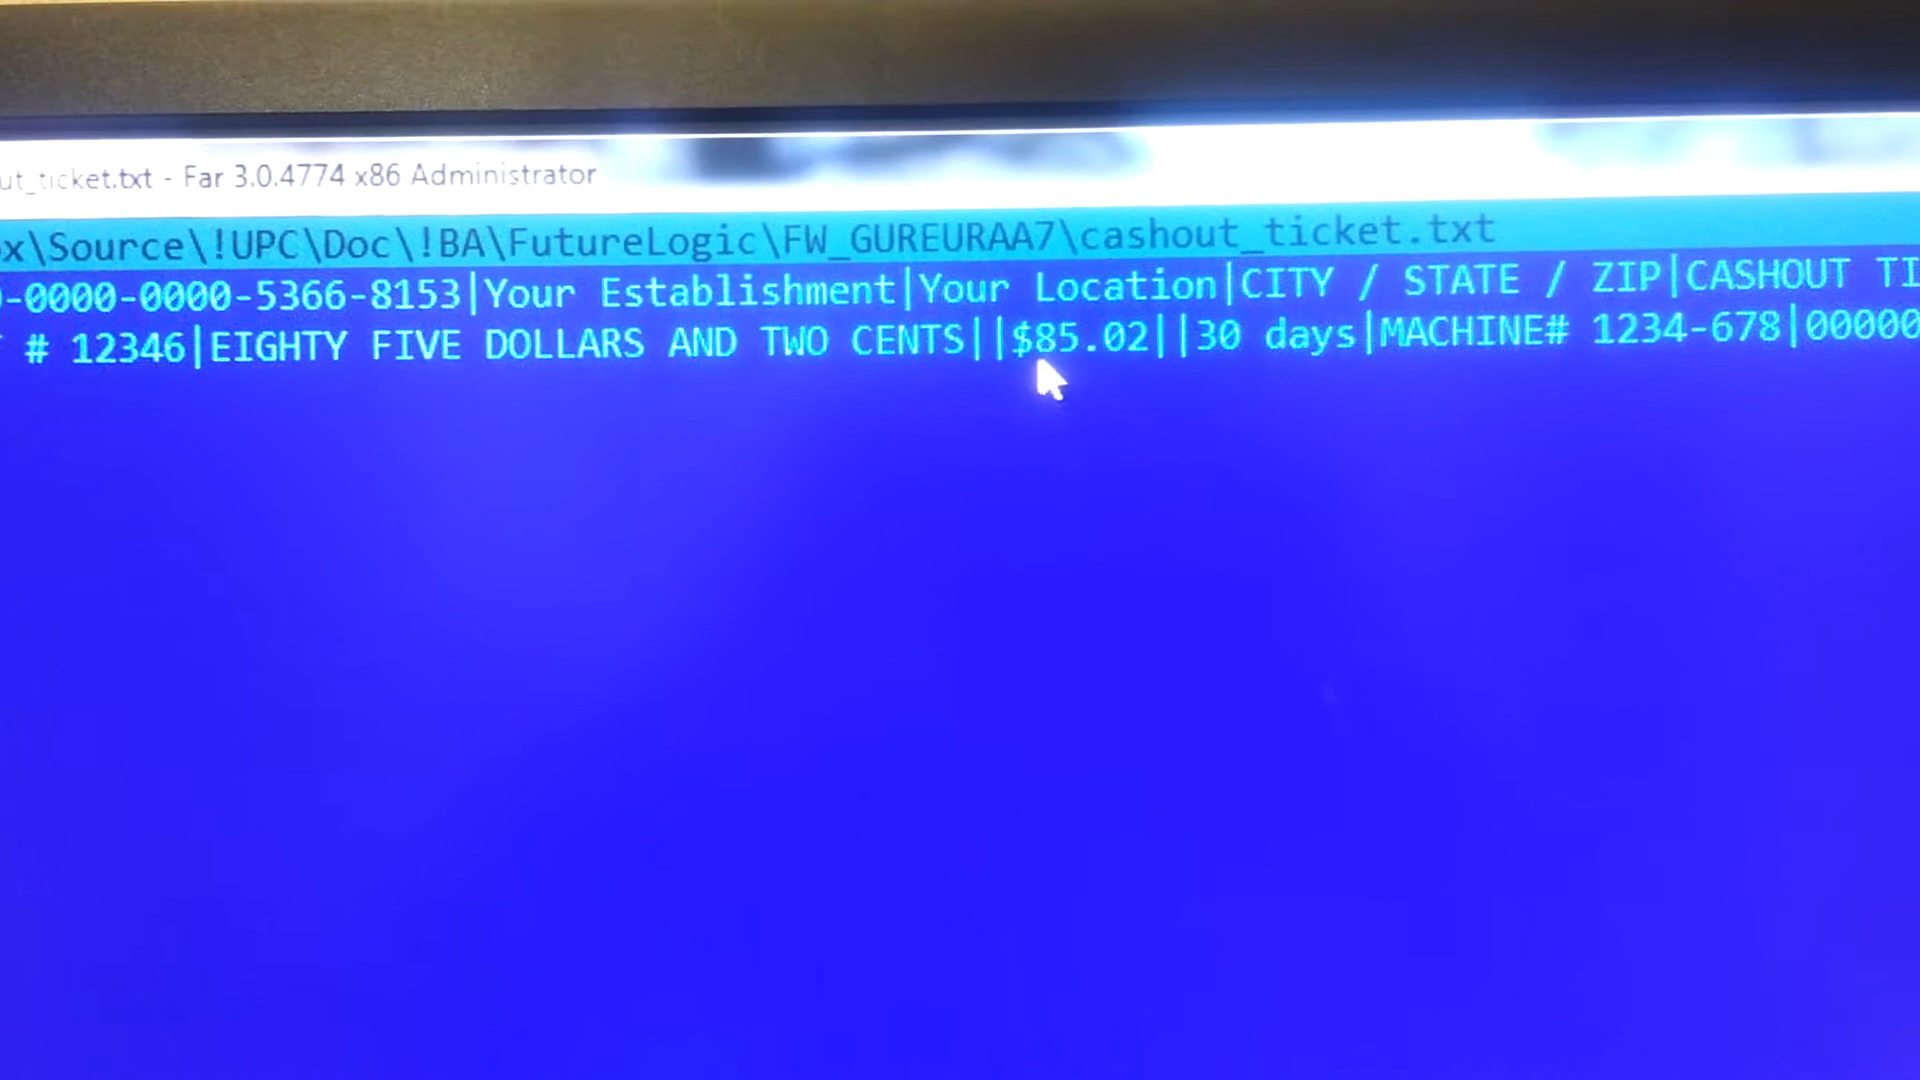 ut_ticket.txt - Far 3.0.4774 x86 Administrator
x\Source\!UPC\Doc\!BA\FutureLogic\FW_GUREURAA7\cashout_ticket.txt
-0000-0000-5366-8153|Your Establishment|Your Location|CITY / STATE / ZIP|CASHOUT TI
# 12346|EIGHTY FIVE DOLLARS AND TWO CENTS||$85.02||30 days|MACHINE# 1234-678|00000